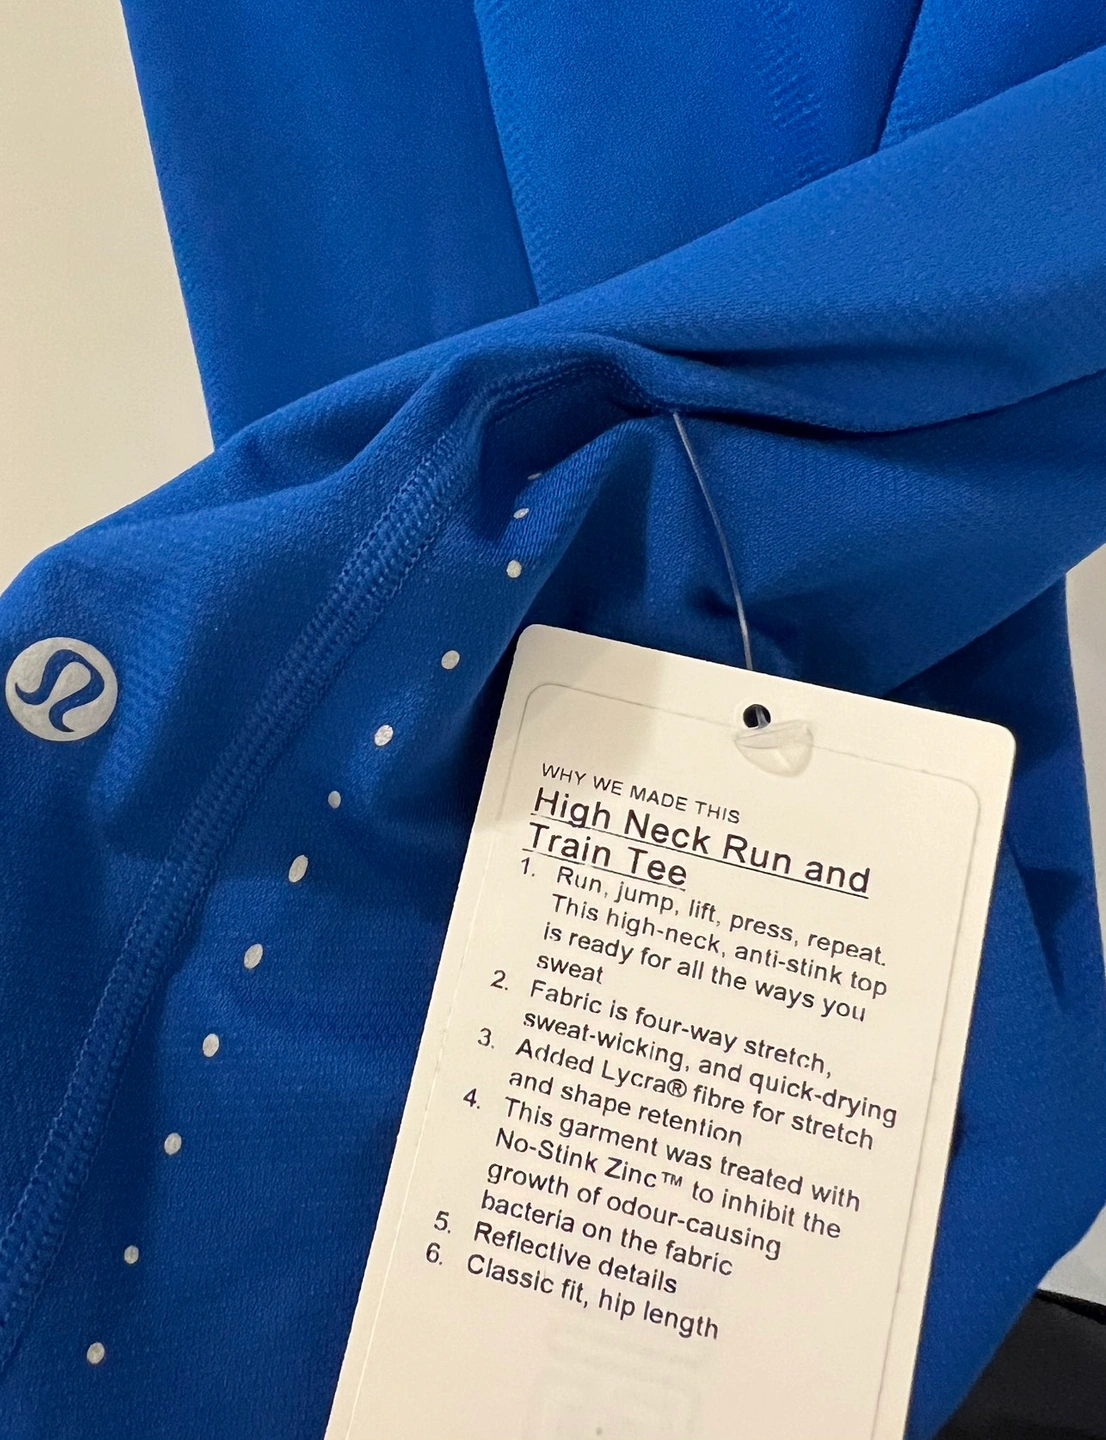 WHY WE MADE THIS
High Neck Run and
Train Tee
1. Run, jump, lift, press, repeat.
This high-neck, anti-stink top
is ready for all the ways you
sweat
2. Fabric is four-way stretch,
sweat-wicking, and quick-drying
3. Added Lycra® fibre for stretch
and shape retention
4. This garment was treated with
No-Stink Zinc™ to inhibit the
growth of odour-causing
bacteria on the fabric
5. Reflective details
6. Classic fit, hip length